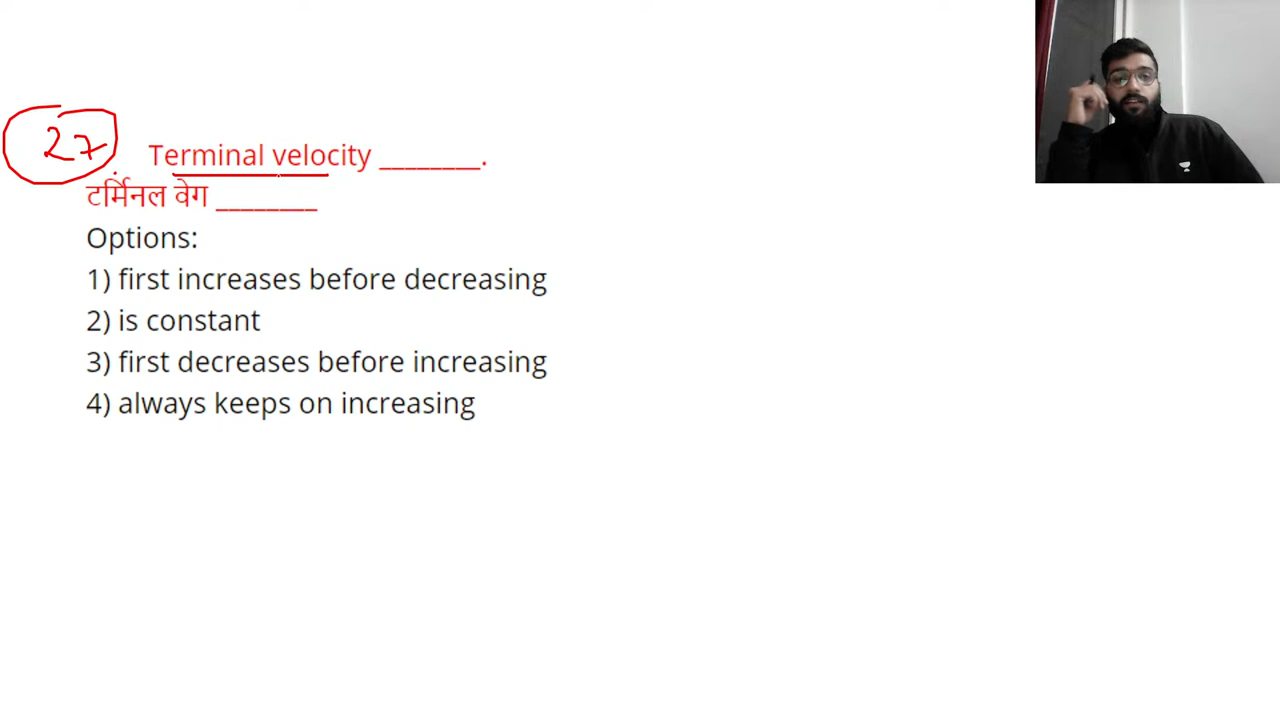 27
Terminal velocity ________.
टर्मिनल वेग ________
Options:
1) first increases before decreasing
2) is constant
3) first decreases before increasing
4) always keeps on increasing